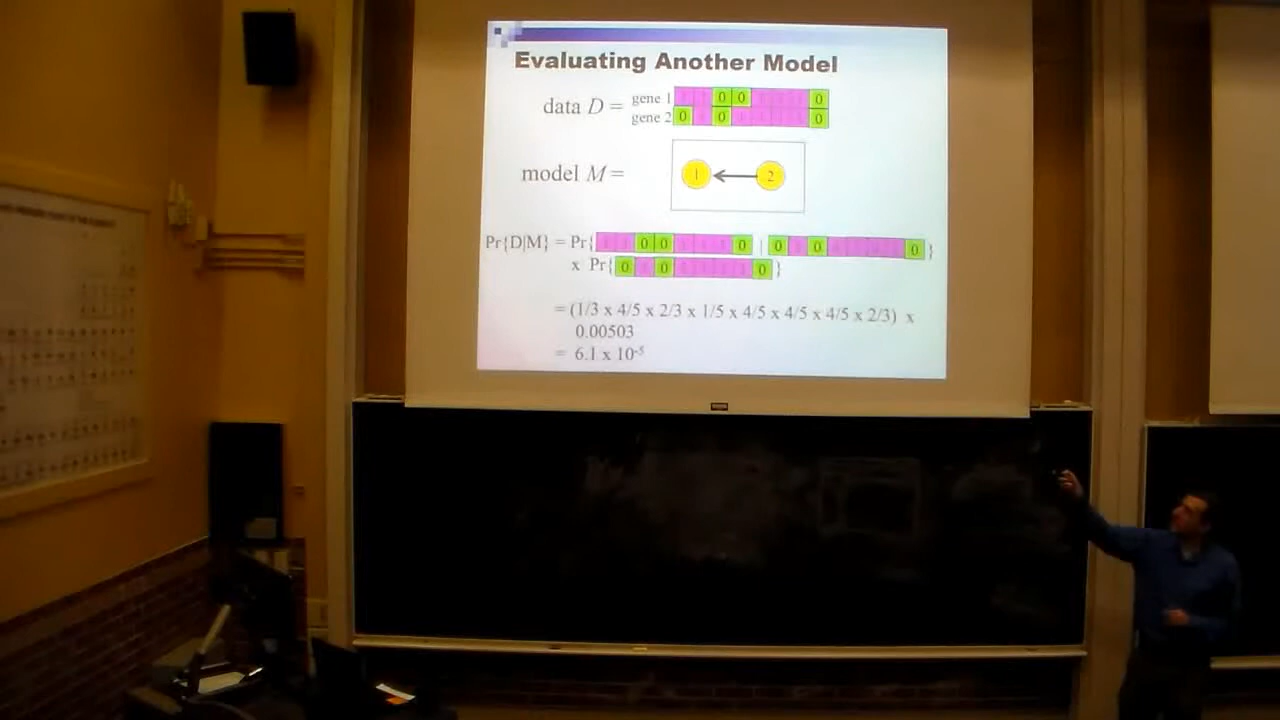 Evaluating Another Model
data D = gene 1 0 0 0
gene 2 0 0 0
model M = 1 2
Pr{D|M} = Pr{ 0 0 0 | 0 0 0 }
x Pr{ 0 0 0 }
= (1/3 x 4/5 x 2/3 x 1/5 x 4/5 x 4/5 x 4/5 x 2/3) x
0.00503
= 6.1 x 10⁻⁵